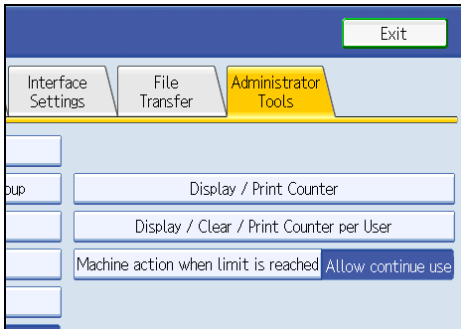 Exit
Interface
Settings
File
Transfer
Administrator
Tools
oup
Display / Print Counter
Display / Clear / Print Counter per User
Machine action when limit is reached Allow continue use